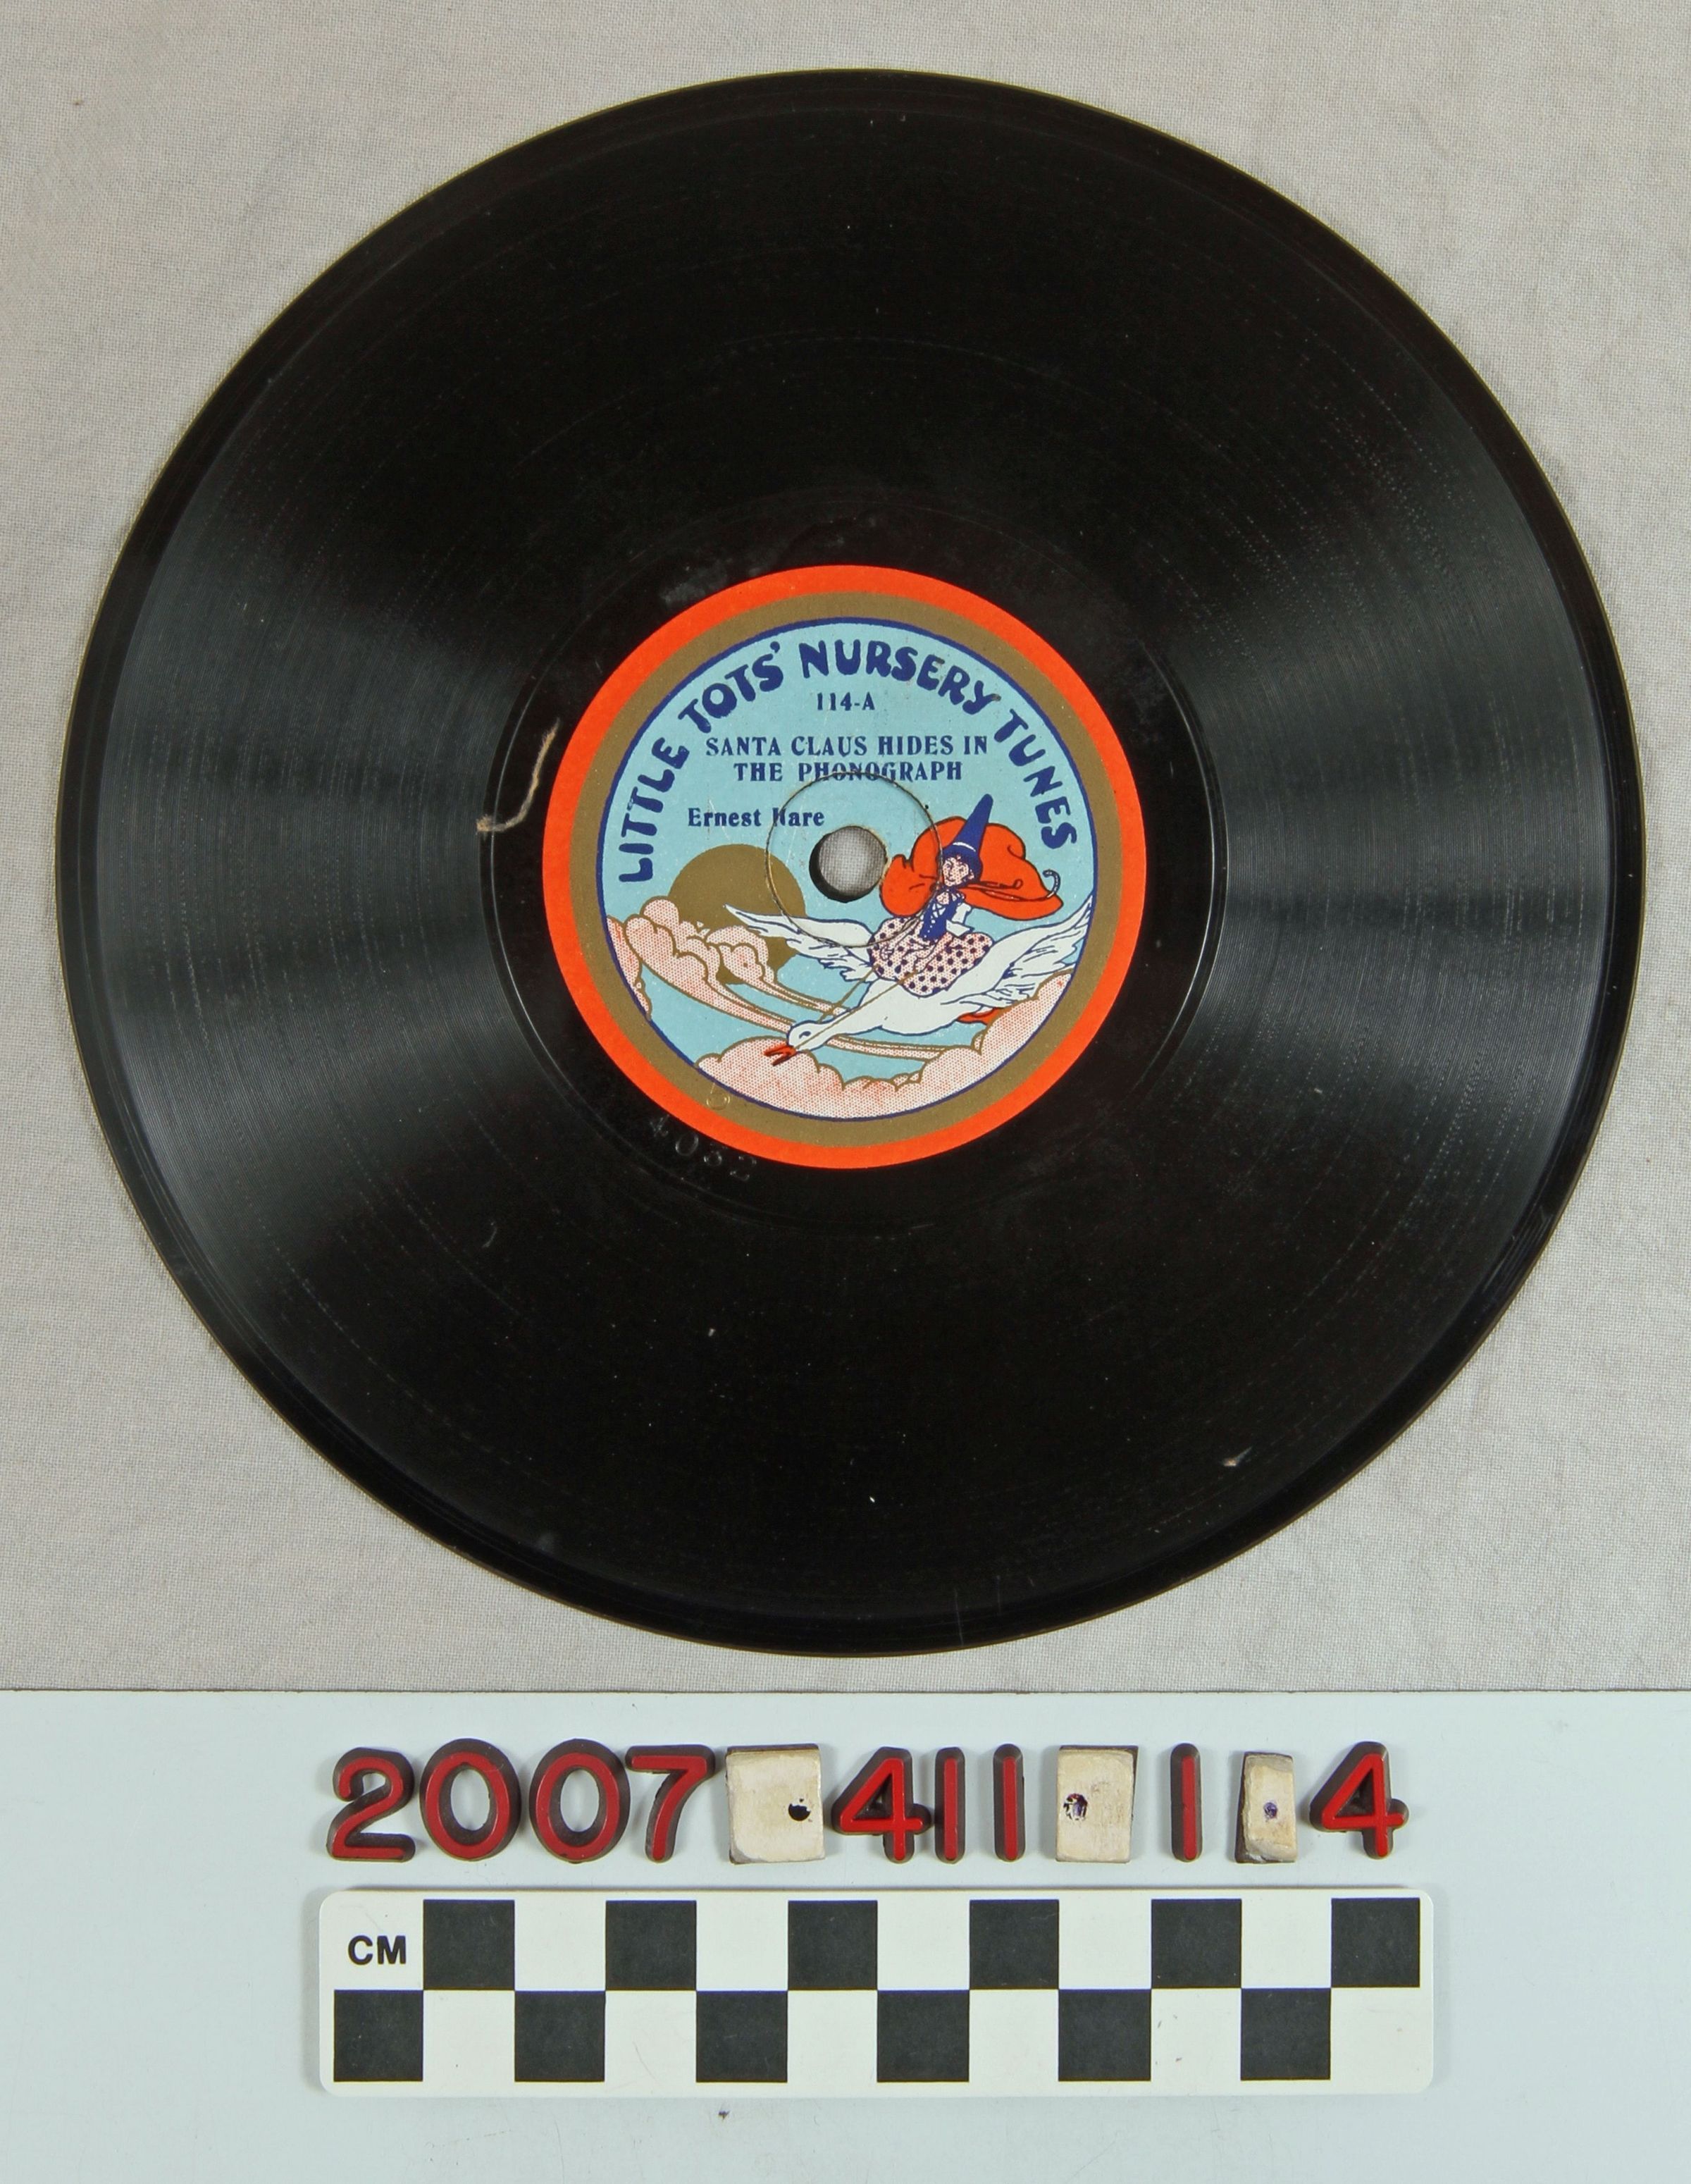 LITTLE TOTS' NURSERY TUNES
114-A
SANTA CLAUS HIDES IN
THE PHONOGRAPH
Ernest Hare
4082
2007 411 1 4
CM